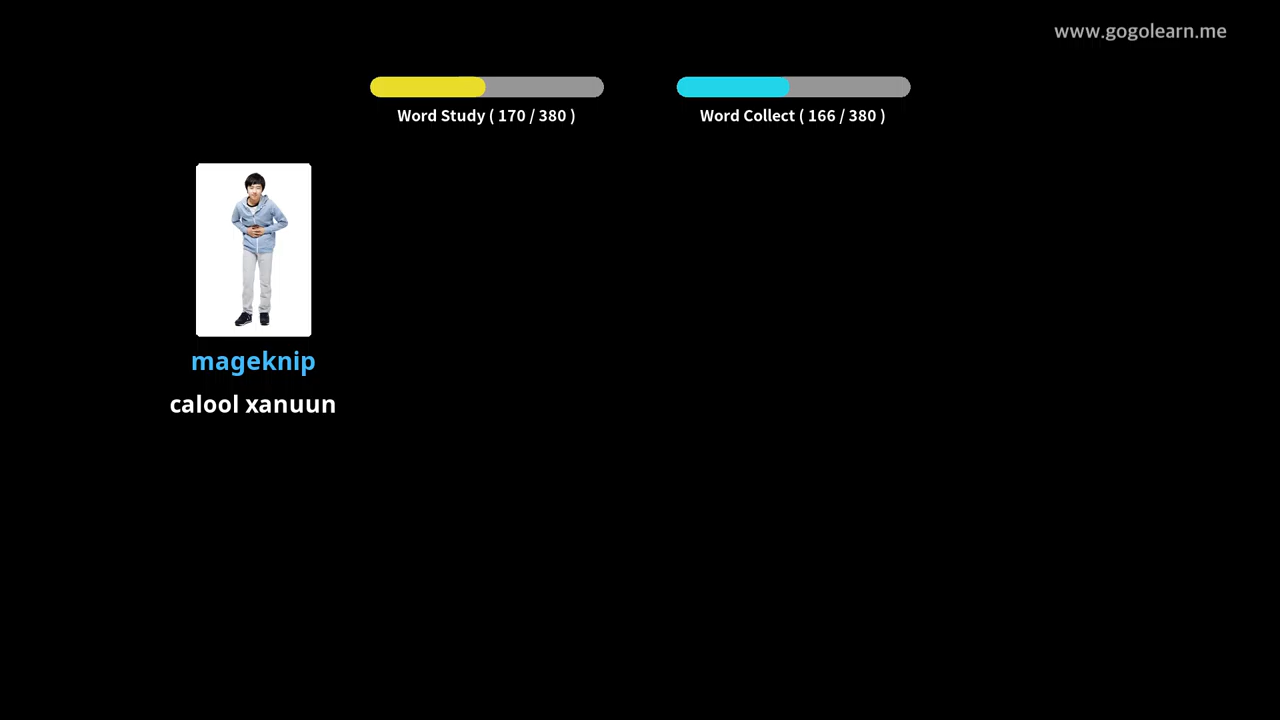 www.gogolearn.me
Word Study ( 170 / 380 )
Word Collect ( 166 / 380 )
mageknip
calool xanuun